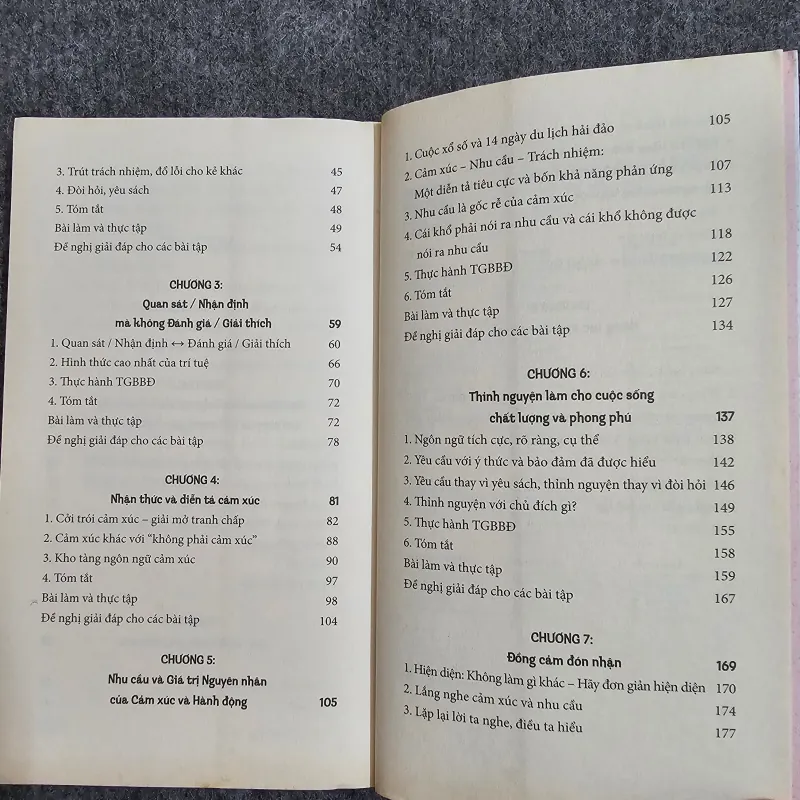 3. Trút trách nhiệm, đổ lỗi cho kẻ khác 45
4. Đòi hỏi, yêu sách 47
5. Tóm tắt 48
Bài làm và thực tập 49
Đề nghị giải đáp cho các bài tập 54
CHƯƠNG 3:
Quan sát / Nhận định
mà không Đánh giá / Giải thích 59
1. Quan sát / Nhận định ↔ Đánh giá / Giải thích 60
2. Hình thức cao nhất của trí tuệ 66
3. Thực hành TGBBĐ 70
4. Tóm tắt 72
Bài làm và thực tập 72
Đề nghị giải đáp cho các bài tập 78
CHƯƠNG 4:
Nhận thức và diễn tả cảm xúc 81
1. Cởi trói cảm xúc – giải mở tranh chấp 82
2. Cảm xúc khác với “không phải cảm xúc” 88
3. Kho tàng ngôn ngữ cảm xúc 90
4. Tóm tắt 97
Bài làm và thực tập 98
Đề nghị giải đáp cho các bài tập 104
CHƯƠNG 5:
Nhu cầu và Giá trị Nguyên nhân
của Cảm xúc và Hành động 105
1. Cuộc xổ số và 14 ngày du lịch hải đảo 105
2. Cảm xúc – Nhu cầu – Trách nhiệm:
Một diễn tả tiêu cực và bốn khả năng phản ứng 107
3. Nhu cầu là gốc rễ của cảm xúc 113
4. Cái khổ phải nói ra nhu cầu và cái khổ không được
nói ra nhu cầu 118
5. Thực hành TGBBĐ 122
6. Tóm tắt 126
Bài làm và thực tập 127
Đề nghị giải đáp cho các bài tập 134
CHƯƠNG 6:
Thỉnh nguyện làm cho cuộc sống
chất lượng và phong phú 137
1. Ngôn ngữ tích cực, rõ ràng, cụ thể 138
2. Yêu cầu với ý thức và bảo đảm đã được hiểu 142
3. Yêu cầu thay vì yêu sách, thỉnh nguyện thay vì đòi hỏi 146
4. Thỉnh nguyện với chủ đích gì? 149
5. Thực hành TGBBĐ 155
6. Tóm tắt 158
Bài làm và thực tập 159
Đề nghị giải đáp cho các bài tập 167
CHƯƠNG 7:
Đồng cảm đón nhận 169
1. Hiện diện: Không làm gì khác – Hãy đơn giản hiện diện 170
2. Lắng nghe cảm xúc và nhu cầu 174
3. Lặp lại lời ta nghe, điều ta hiểu 177